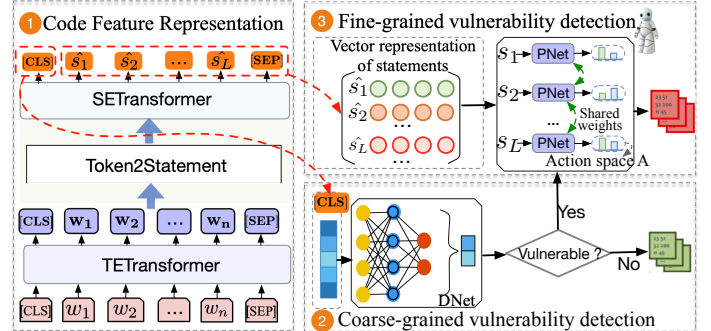 1 Code Feature Representation
CLS ŝ1 ŝ2 ... ŝL SEP
SETransformer
Token2Statement
[CLS] w1 w2 ... wn [SEP]
TETransformer
[CLS] w1 w2 ... wn [SEP]
3 Fine-grained vulnerability detection
Vector representation
of statements
ŝ1
ŝ2
...
ŝL
...
s1 PNet
s2 PNet
Shared
weights
...
sL PNet
Action space A
CLS]
DNet
Yes
Vulnerable ?
No
2 Coarse-grained vulnerability detection